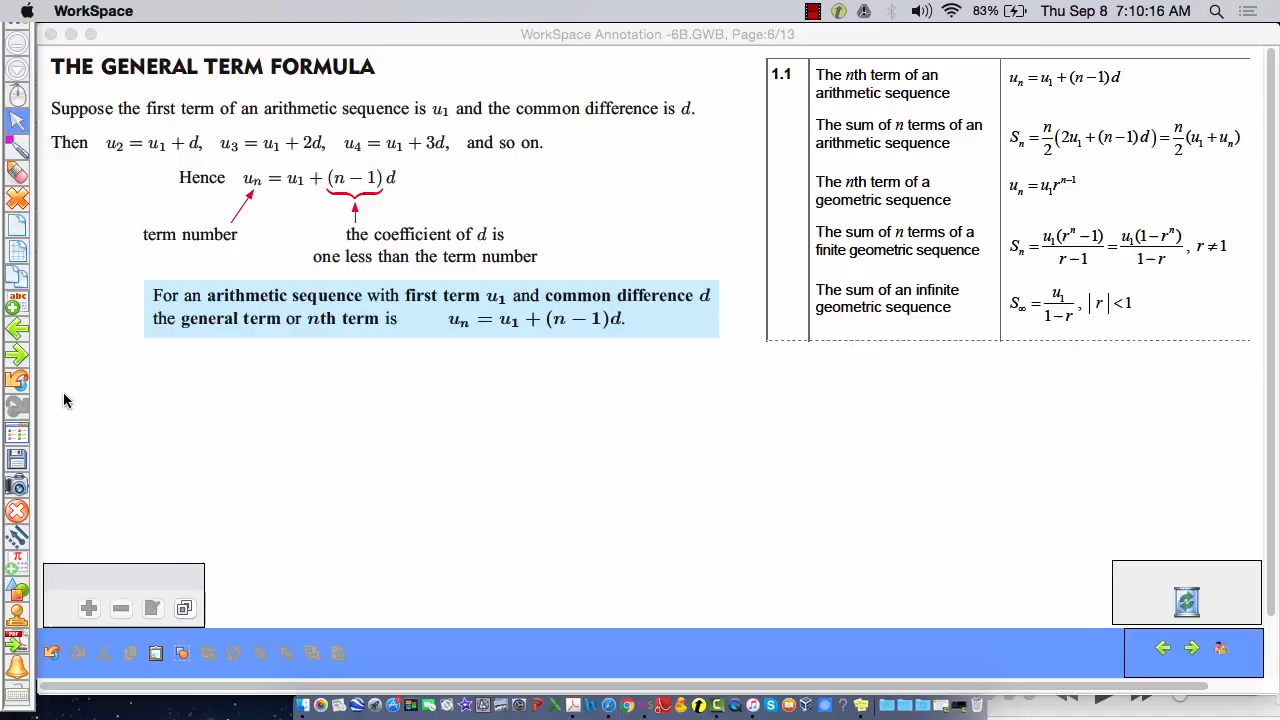 WorkSpace
83%
Thu Sep 8 7:10:16 AM
WorkSpace Annotation -6B.GWB, Page:6/13
THE GENERAL TERM FORMULA
Suppose the first term of an arithmetic sequence is u₁ and the common difference is d.
Then u₂ = u₁ + d, u₃ = u₁ + 2d, u₄ = u₁ + 3d, and so on.
Hence uₙ = u₁ + (n − 1) d
term number
the coefficient of d is
one less than the term number
For an arithmetic sequence with first term u₁ and common difference d
the general term or nth term is uₙ = u₁ + (n − 1)d.
1.1
The nth term of an
arithmetic sequence
uₙ = u₁ + (n−1)d
The sum of n terms of an
arithmetic sequence
Sₙ = n/2 (2u₁ + (n−1)d) = n/2 (u₁ + uₙ)
The nth term of a
geometric sequence
uₙ = u₁rⁿ⁻¹
The sum of n terms of a
finite geometric sequence
Sₙ = u₁(rⁿ−1)/r−1 = u₁(1−rⁿ)/1−r, r ≠ 1
The sum of an infinite
geometric sequence
S∞ = u₁/1−r, | r | < 1
abc
π
PDF